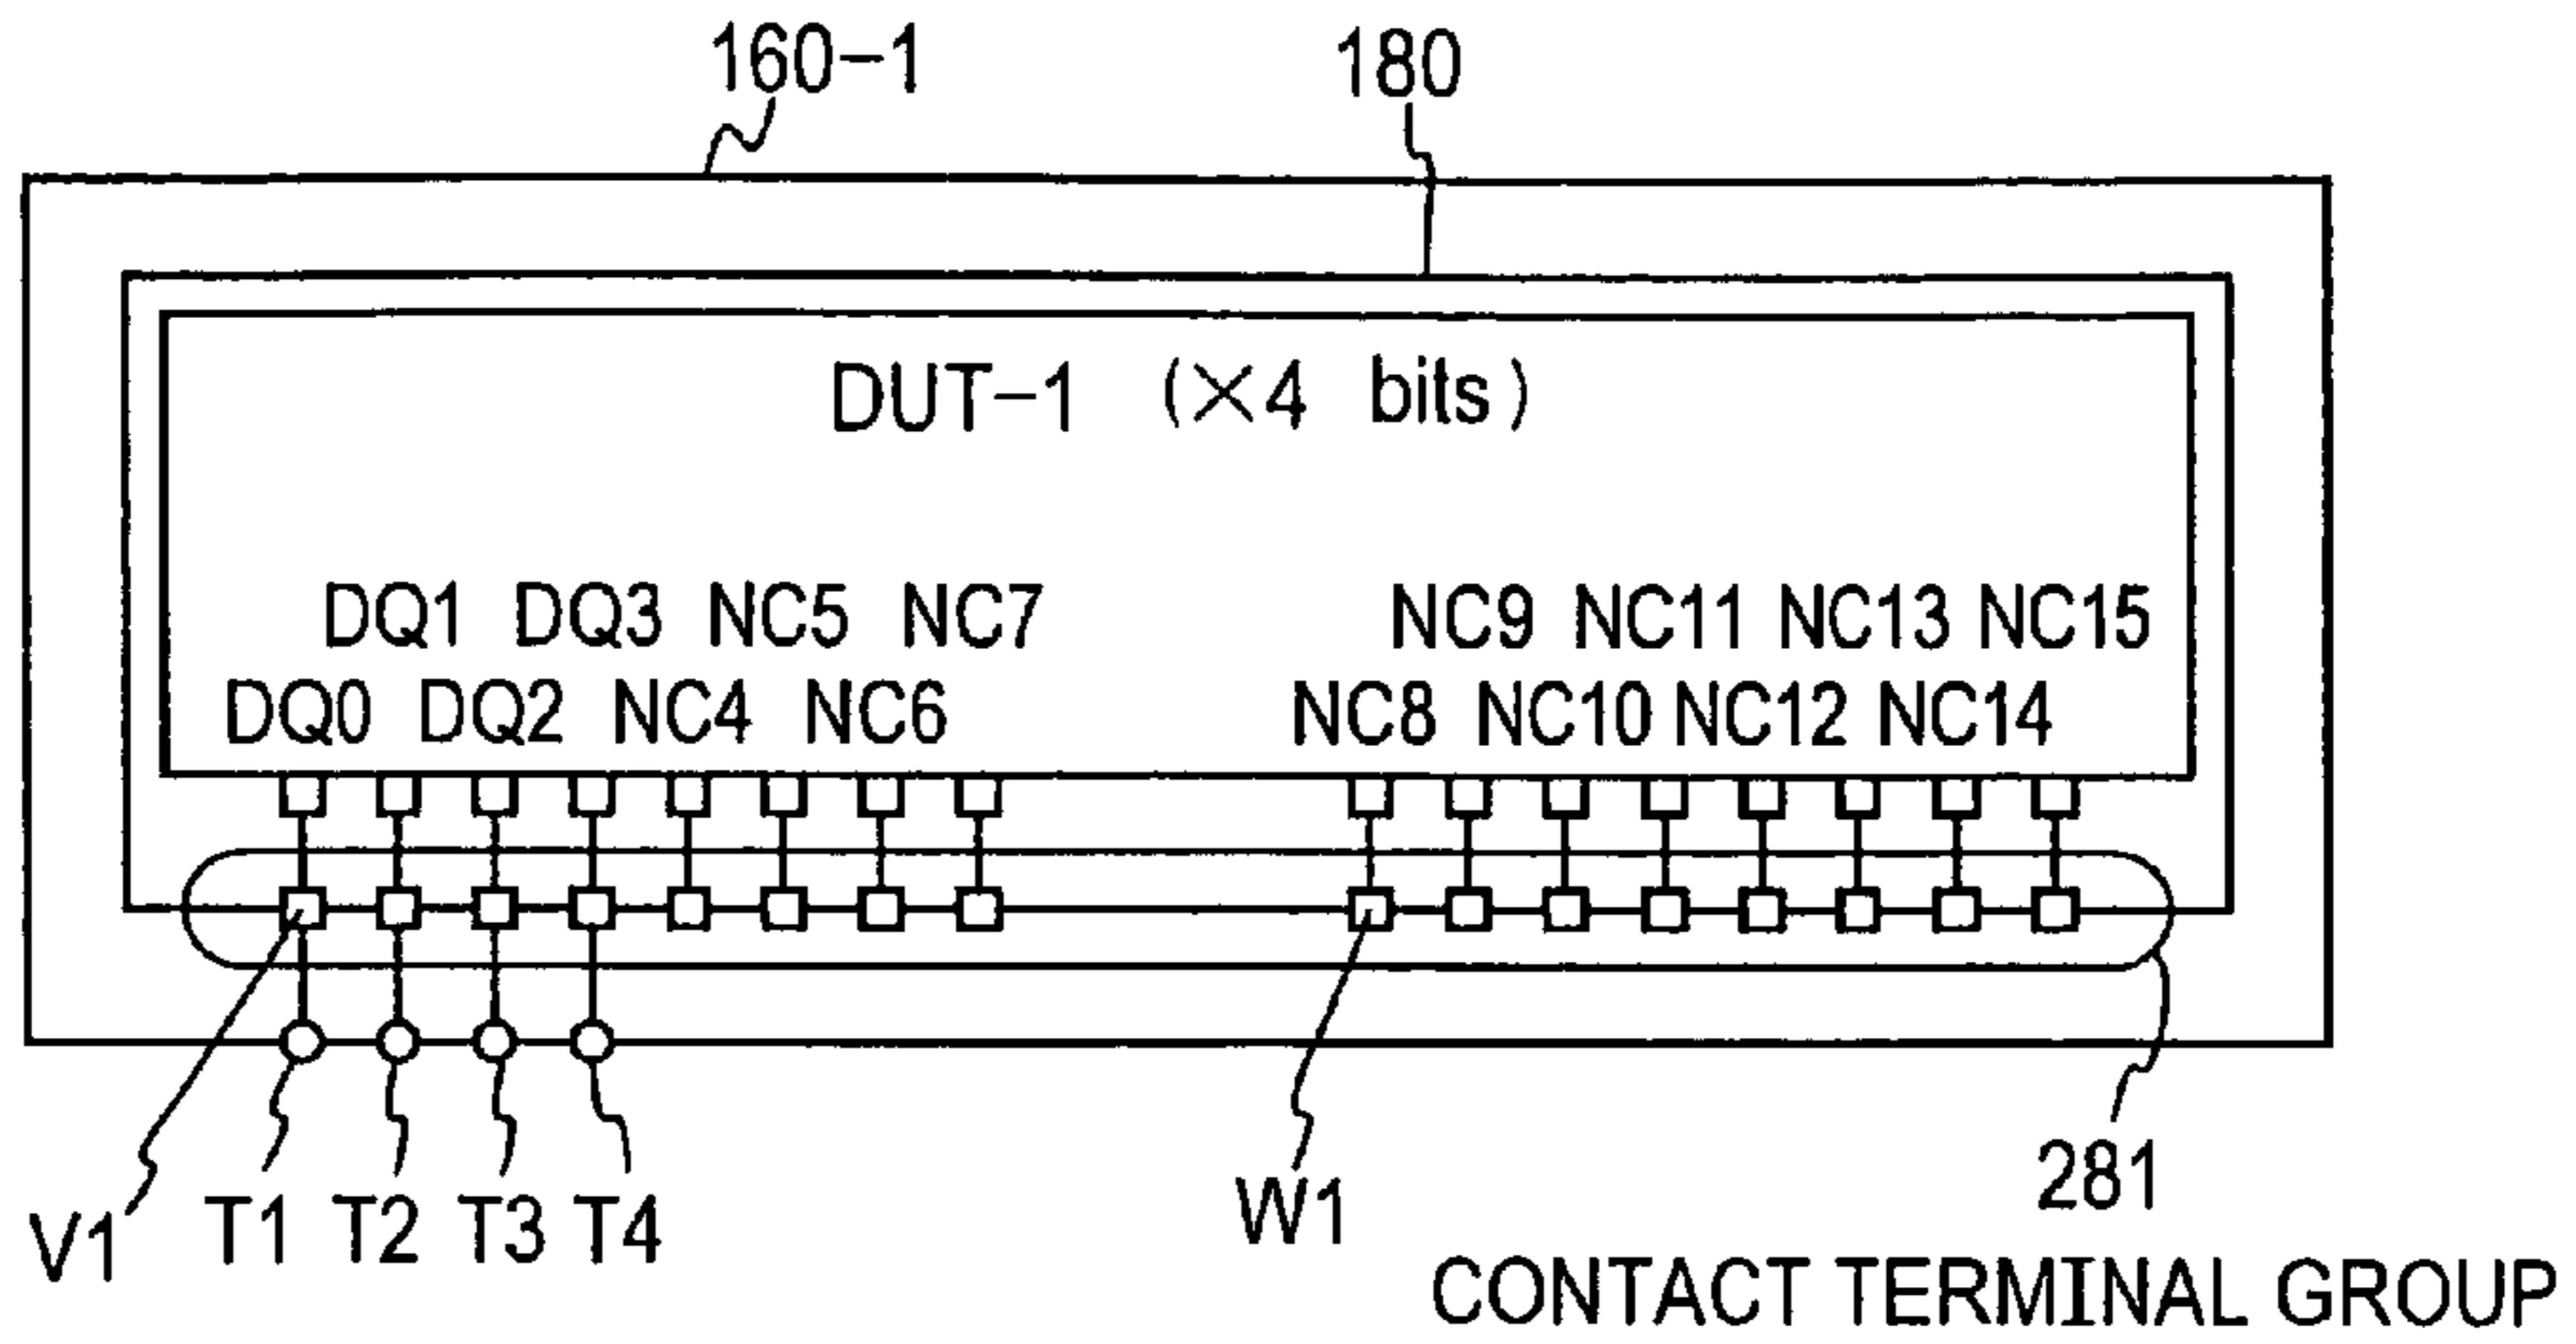 160-1 180
DUT-1 (×4 bits)
DQ1 DQ3 NC5 NC7 NC9 NC11 NC13 NC15
DQ0 DQ2 NC4 NC6 NC8 NC10 NC12 NC14
V1 T1 T2 T3 T4 W1 281
CONTACT TERMINAL GROUP